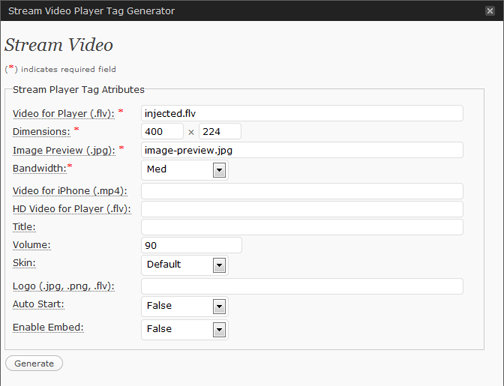 Stream Video Player Tag Generator
Stream Video
(*) indicates required field
Stream Player Tag Atributes
Video for Player (.flv): * injected.flv
Dimensions: * 400 × 224
Image Preview (.jpg): * image-preview.jpg
Bandwidth: * Med
Video for iPhone (.mp4):
HD Video for Player (.flv):
Title:
Volume: 90
Skin: Default
Logo (.jpg, .png, .flv):
Auto Start: False
Enable Embed: False
Generate